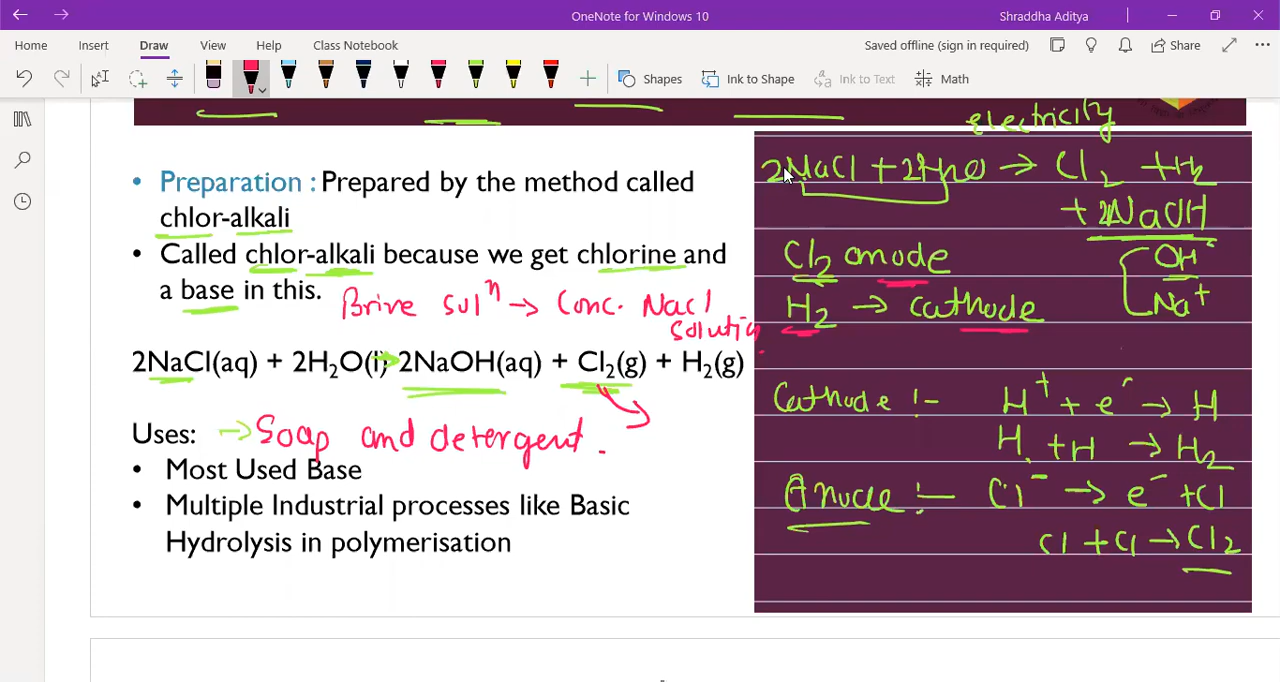 OneNote for Windows 10
Shraddha Aditya
Home Insert Draw View Help Class Notebook
Saved offline (sign in required) Share
Shapes Ink to Shape Ink to Text Math
electricity
• Preparation : Prepared by the method called
chlor-alkali
• Called chlor-alkali because we get chlorine and
a base in this.
Brine solⁿ → Conc. NaCl
solution
2NaCl(aq) + 2H₂O(l) → 2NaOH(aq) + Cl₂(g) + H₂(g)
Uses: → Soap and detergent.
• Most Used Base
• Multiple Industrial processes like Basic
Hydrolysis in polymerisation
2NaCl + 2H₂O → Cl₂ + H₂
+ 2NaOH
Cl₂ anode
H₂ → cathode
OH⁻
Na⁺
Cathode :- H⁺ + e⁻ → H
H + H → H₂
Anode :- Cl⁻ → e⁻ + Cl
Cl + Cl → Cl₂